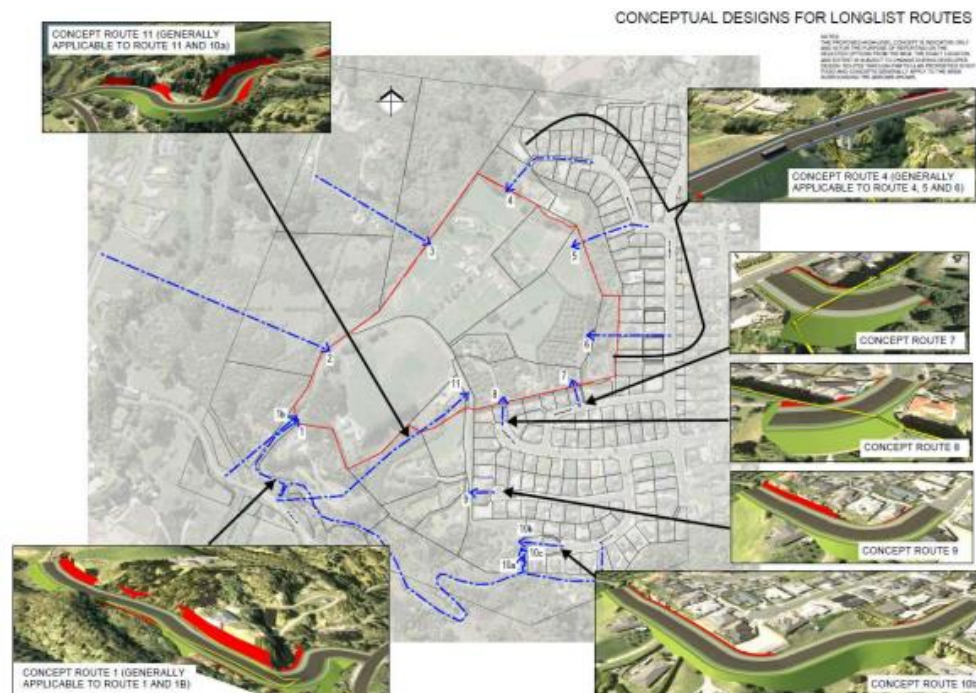 CONCEPTUAL DESIGNS FOR LONGLIST ROUTES
NOTES
CONCEPT ROUTE 11 (GENERALLY
APPLICABLE TO ROUTE 11 AND 10a)
CONCEPT ROUTE 4 (GENERALLY
APPLICABLE TO ROUTE 4, 5 AND 6)
4
3
5
2
6
11
7
8
1b
1
9
10b
10c
10a
CONCEPT ROUTE 7
CONCEPT ROUTE 8
CONCEPT ROUTE 9
CONCEPT ROUTE 1 (GENERALLY
APPLICABLE TO ROUTE 1 AND 1B)
CONCEPT ROUTE